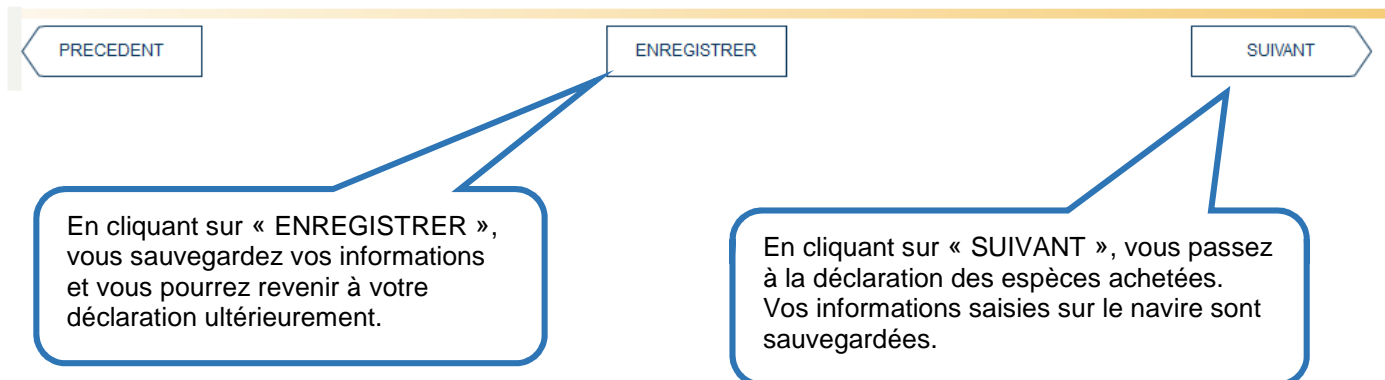 PRECEDENT
ENREGISTRER
SUIVANT
En cliquant sur « ENREGISTRER »,
vous sauvegardez vos informations
et vous pourrez revenir à votre
déclaration ultérieurement.
En cliquant sur « SUIVANT », vous passez
à la déclaration des espèces achetées.
Vos informations saisies sur le navire sont
sauvegardées.